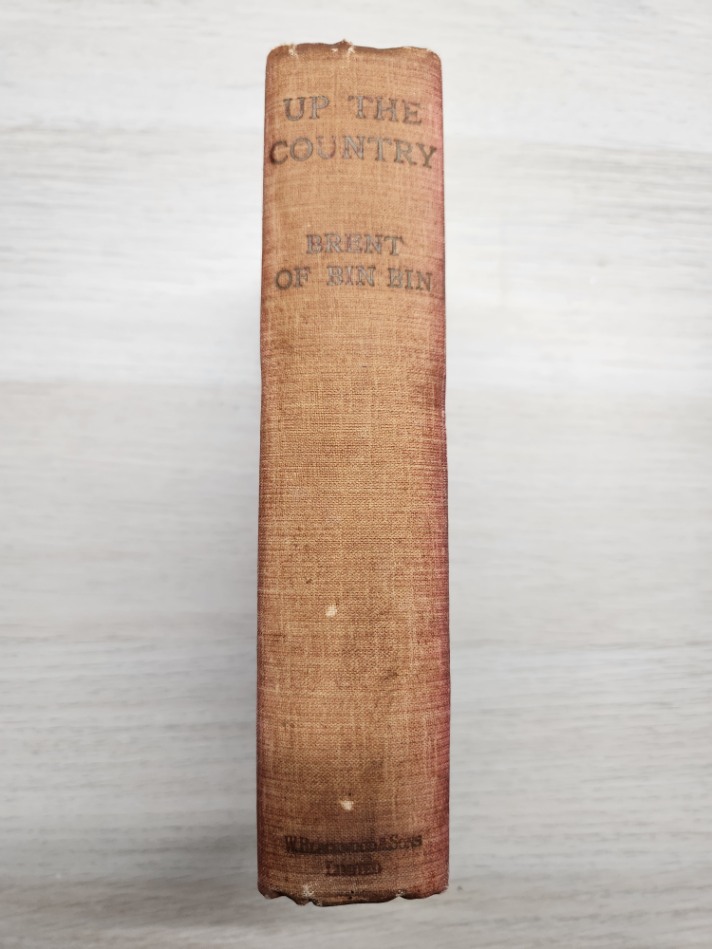 UP THE
COUNTRY
BRENT
OF BIN BIN
W. BLACKWOOD & SONS
LIMITED